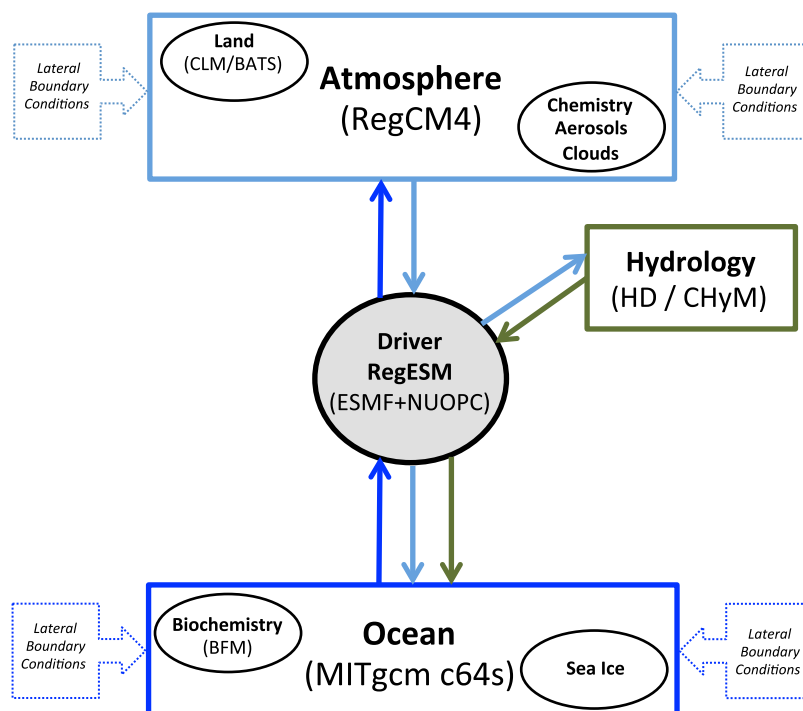 Lateral
Boundary
Conditions
Land
(CLM/BATS)
Atmosphere
(RegCM4)
Chemistry
Aerosols
Clouds
Lateral
Boundary
Conditions
Hydrology
(HD / CHyM)
Driver
RegESM
(ESMF+NUOPC)
Lateral
Boundary
Conditions
Biochemistry
(BFM)
Ocean
(MITgcm c64s)
Sea Ice
Lateral
Boundary
Conditions